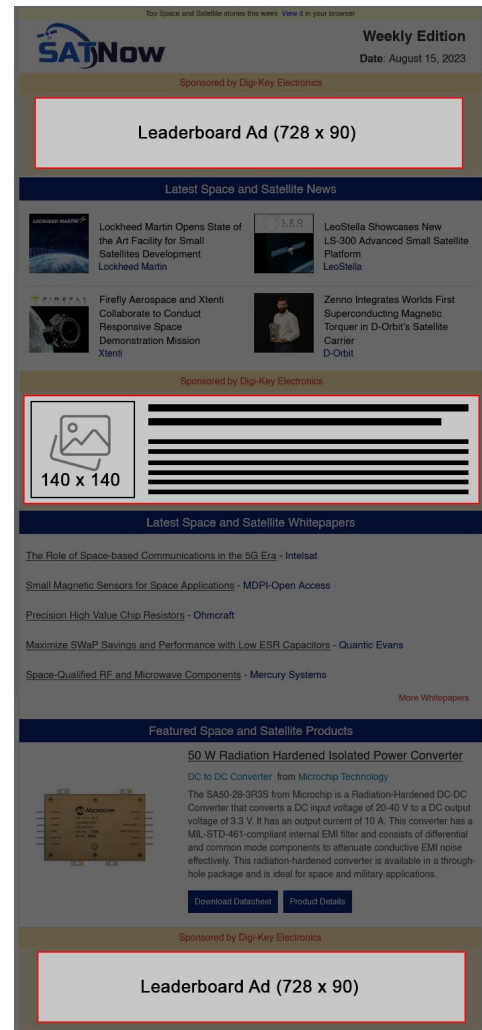 Top Space and Satellite stories this week. View it in your browser
SATNow
Weekly Edition
Date: August 15, 2023
Sponsored by Digi-Key Electronics
Leaderboard Ad (728 x 90)
Latest Space and Satellite News
LOCKHEED MARTIN
Lockheed Martin Opens State of
the Art Facility for Small
Satellites Development
Lockheed Martin
LEO
LeoStella Showcases New
LS-300 Advanced Small Satellite
Platform
LeoStella
FIREFLY
Firefly Aerospace and Xtenti
Collaborate to Conduct
Responsive Space
Demonstration Mission
Xtenti
Zenno Integrates Worlds First
Superconducting Magnetic
Torquer in D-Orbit's Satellite
Carrier
D-Orbit
Sponsored by Digi-Key Electronics
140 x 140
Latest Space and Satellite Whitepapers
The Role of Space-based Communications in the 5G Era - Intelsat
Small Magnetic Sensors for Space Applications - MDPI-Open Access
Precision High Value Chip Resistors - Ohmcraft
Maximize SWaP Savings and Performance with Low ESR Capacitors - Quantic Evans
Space-Qualified RF and Microwave Components - Mercury Systems
More Whitepapers
Featured Space and Satellite Products
MICROCHIP
50 W Radiation Hardened Isolated Power Converter
DC to DC Converter from Microchip Technology
The SA50-28-3R3S from Microchip is a Radiation-Hardened DC-DC
Converter that converts a DC input voltage of 20-40 V to a DC output
voltage of 3.3 V. It has an output current of 10 A. This converter has a
MIL-STD-461-compliant internal EMI filter and consists of differential
and common mode components to attenuate conductive EMI noise
effectively. This radiation-hardened converter is available in a through-
hole package and is ideal for space and military applications.
Download Datasheet
Product Details
Sponsored by Digi-Key Electronics
Leaderboard Ad (728 x 90)